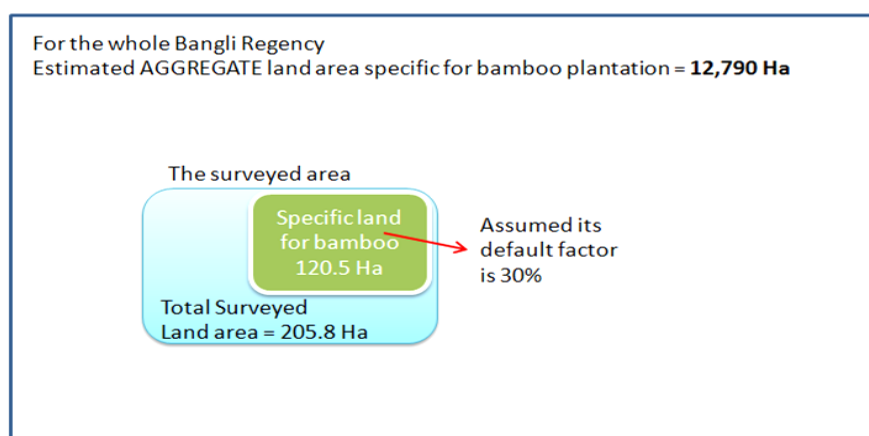 For the whole Bangli Regency
Estimated AGGREGATE land area specific for bamboo plantation = 12,790 Ha
The surveyed area
Specific land
for bamboo
120.5 Ha
Assumed its
default factor
is 30%
Total Surveyed
Land area = 205.8 Ha